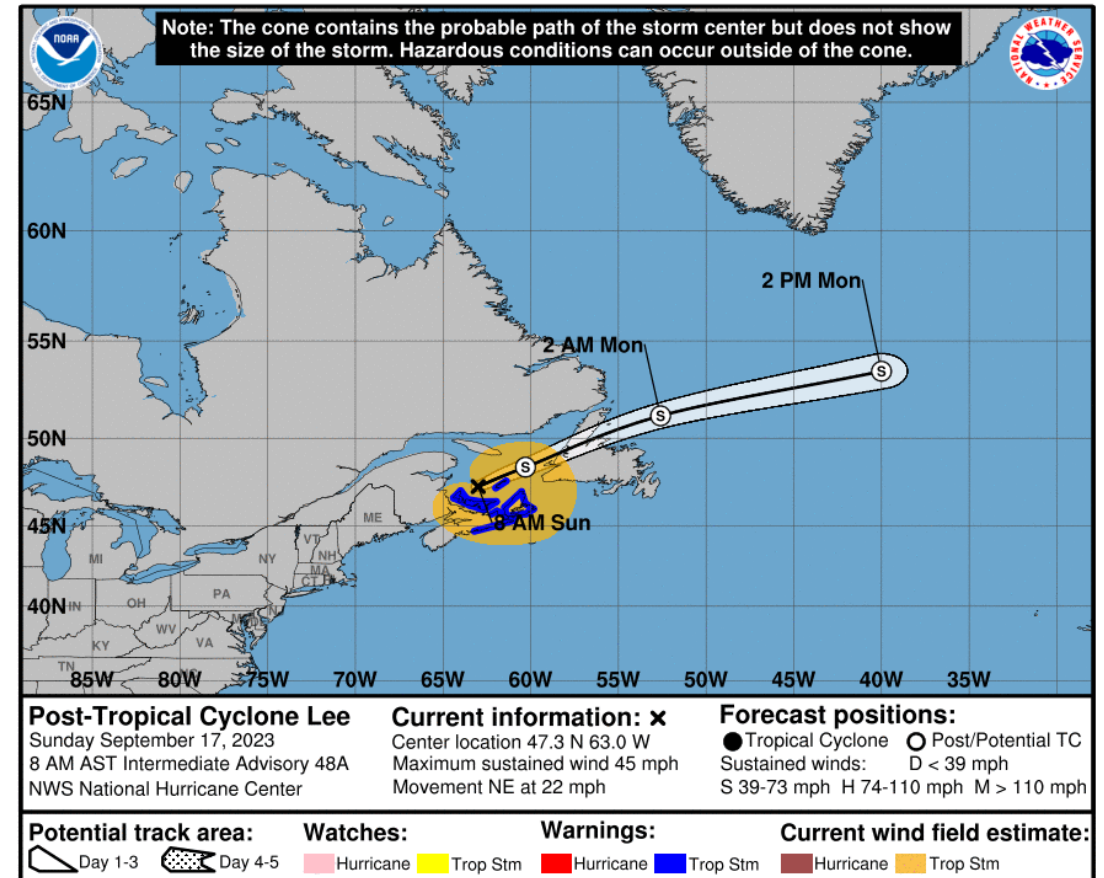 Note: The cone contains the probable path of the storm center but does not show
the size of the storm. Hazardous conditions can occur outside of the cone.
NOAA
NATIONAL WEATHER SERVICE
65N
60N
2 PM Mon
55N
2 AM Mon
50N
S
S
S
8 AM Sun
45N
ME
VT
NH
MI
NY
MA
CT
PA
40N
IN
OH
WV
VA
KY
TN
85W
80W
75W
70W
65W
60W
55W
50W
45W
40W
35W
Post-Tropical Cyclone Lee
Sunday September 17, 2023
8 AM AST Intermediate Advisory 48A
NWS National Hurricane Center
Current information: x
Center location 47.3 N 63.0 W
Maximum sustained wind 45 mph
Movement NE at 22 mph
Forecast positions:
Tropical Cyclone Post/Potential TC
Sustained winds: D < 39 mph
S 39-73 mph H 74-110 mph M > 110 mph
Potential track area:
Day 1-3 Day 4-5
Watches:
Hurricane Trop Stm
Warnings:
Hurricane Trop Stm
Current wind field estimate:
Hurricane Trop Stm